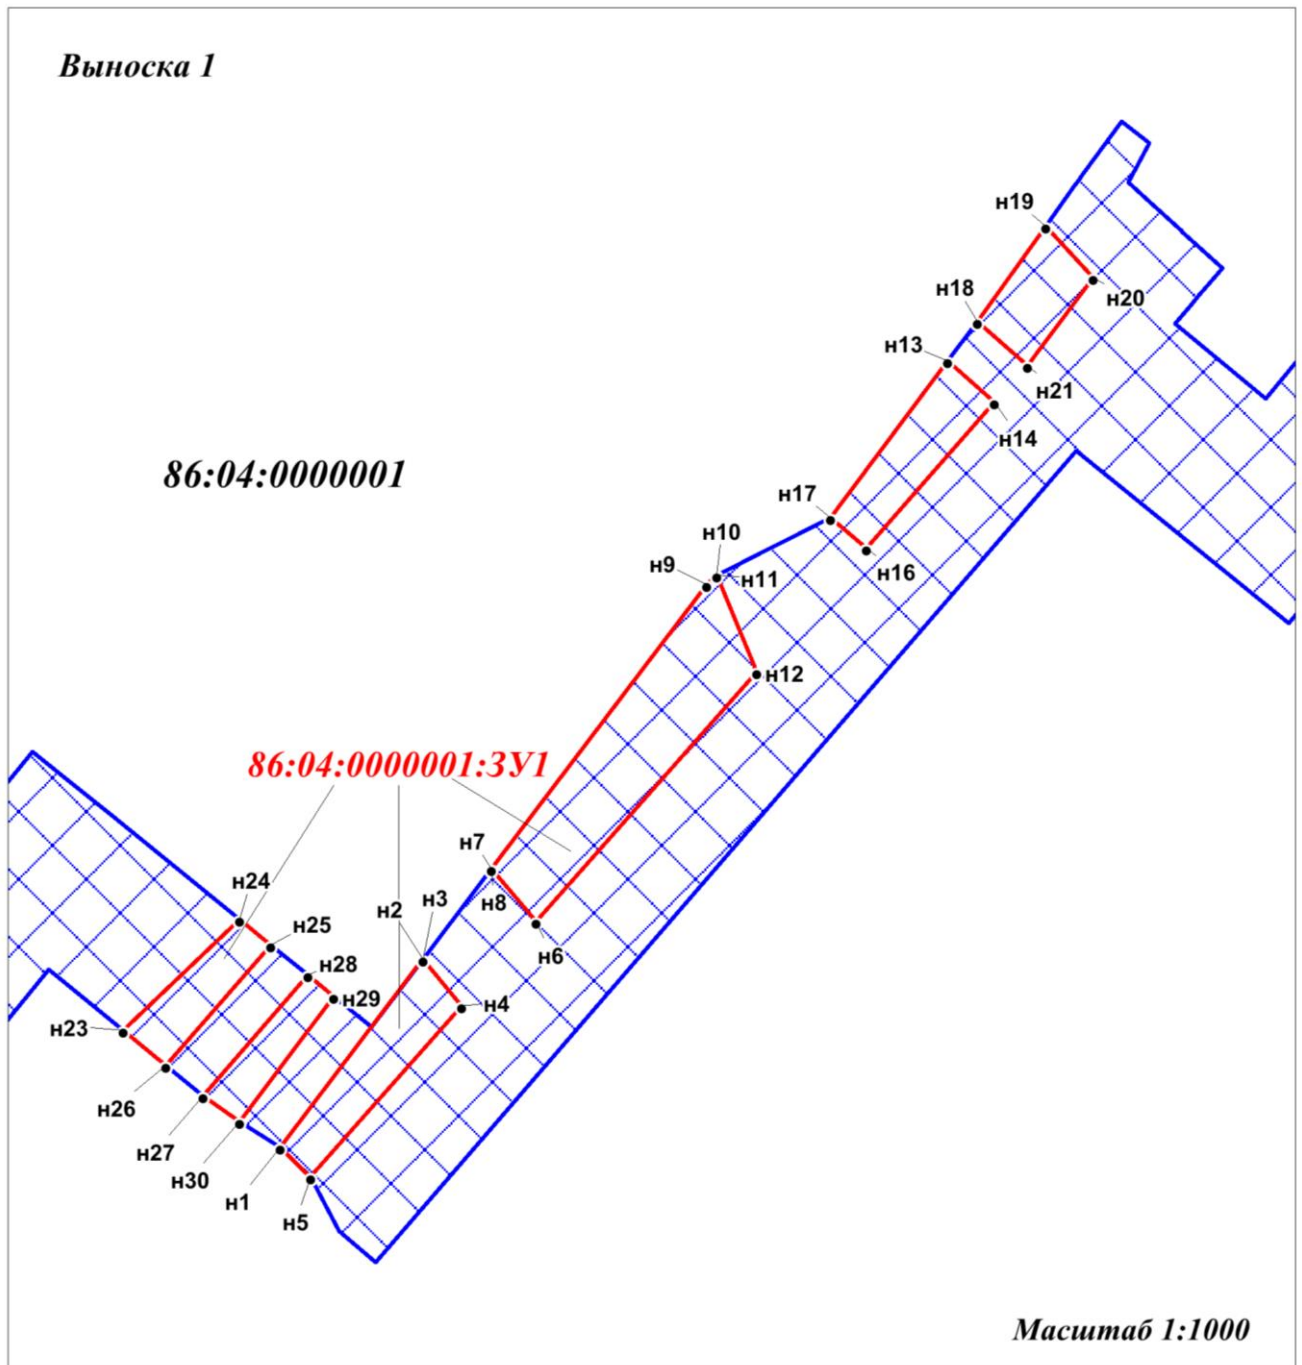 Выноска 1
н19
н18
н20
н13
н21
н14
86:04:0000001
н17
н10
н16
н9
н11
н12
86:04:0000001:ЗУ1
н7
н24
н3
н8
н2
н25
н6
н28
н29
н4
н23
н26
н27
н30
н1
н5
Масштаб 1:1000